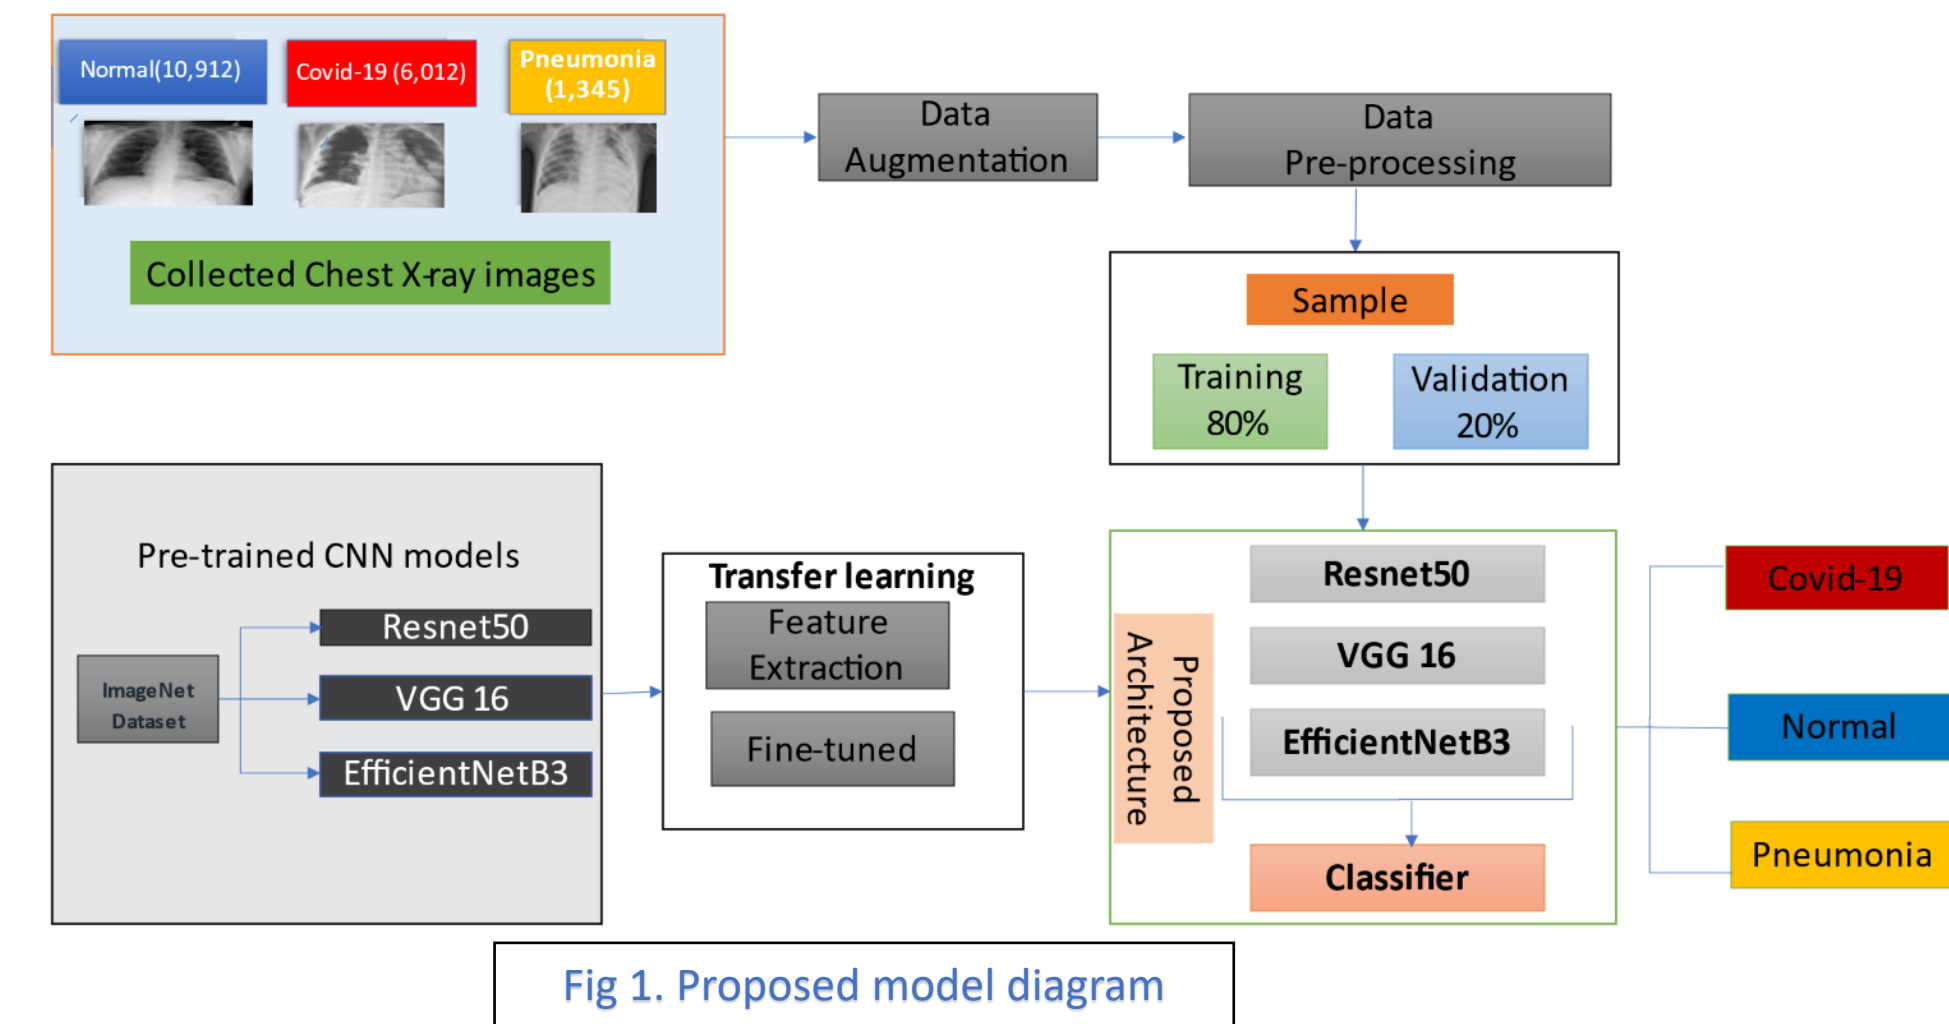 Normal(10,912)
Covid-19 (6,012)
Pneumonia
(1,345)
Collected Chest X-ray images
Data
Augmentation
Data
Pre-processing
Sample
Training
80%
Validation
20%
Pre-trained CNN models
ImageNet
Dataset
Resnet50
VGG 16
EfficientNetB3
Transfer learning
Feature
Extraction
Fine-tuned
Proposed
Architecture
Resnet50
VGG 16
EfficientNetB3
Classifier
Covid-19
Normal
Pneumonia
Fig 1. Proposed model diagram